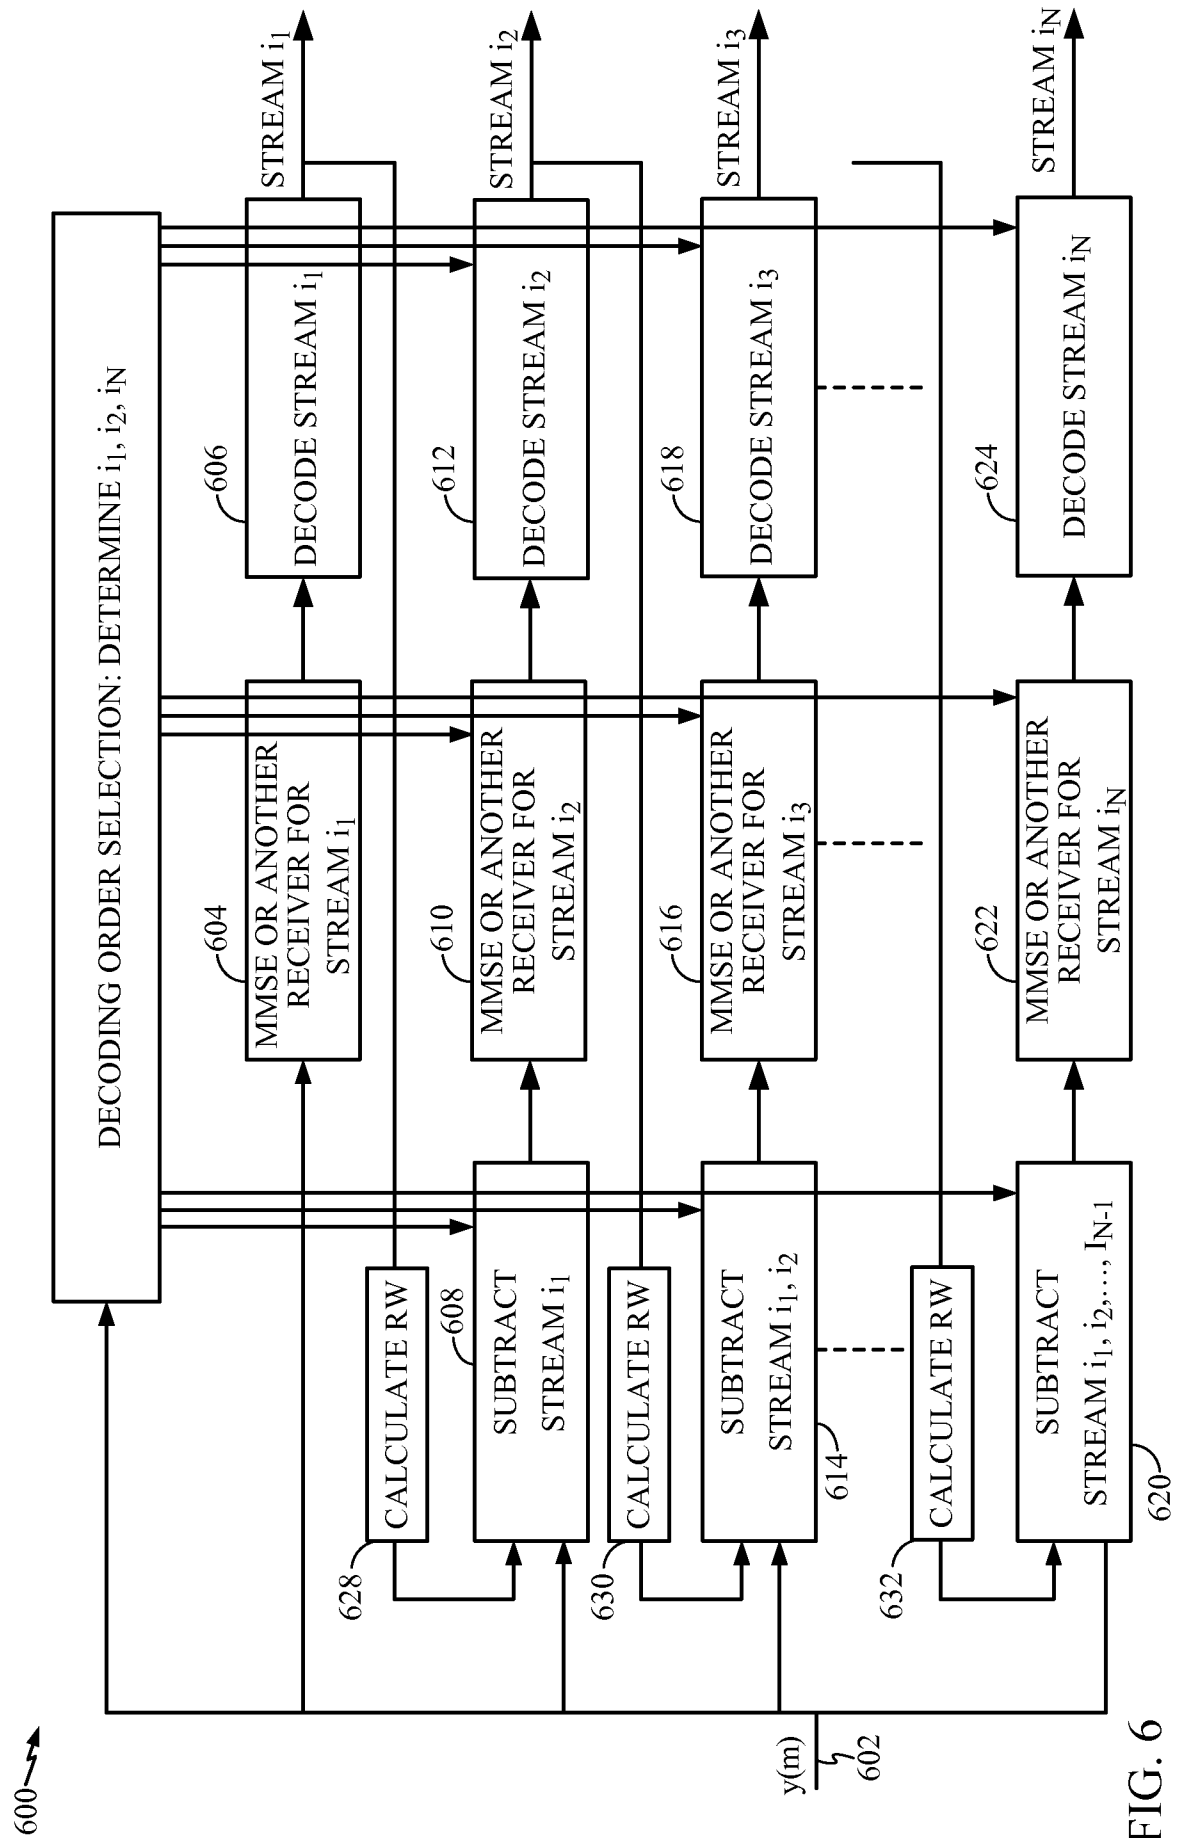 600
DECODING ORDER SELECTION: DETERMINE i1, i2, iN
604
MMSE OR ANOTHER
RECEIVER FOR
STREAM i1
606
DECODE STREAM i1
STREAM i1
628
CALCULATE RW
608
SUBTRACT
STREAM i1
610
MMSE OR ANOTHER
RECEIVER FOR
STREAM i2
612
DECODE STREAM i2
STREAM i2
630
CALCULATE RW
SUBTRACT
STREAM i1, i2
614
616
MMSE OR ANOTHER
RECEIVER FOR
STREAM i3
618
DECODE STREAM i3
STREAM i3
y(m)
602
632
CALCULATE RW
SUBTRACT
STREAM i1, i2,..., IN-1
620
622
MMSE OR ANOTHER
RECEIVER FOR
STREAM iN
624
DECODE STREAM iN
STREAM iN
FIG. 6